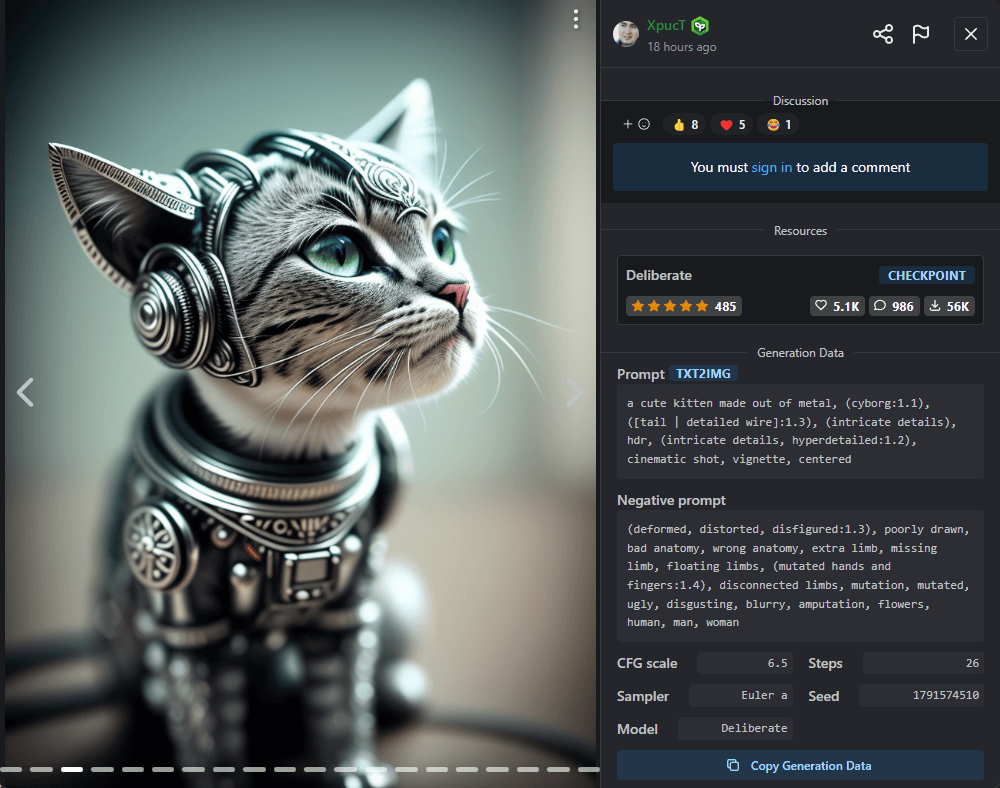 XpucT
18 hours ago
Discussion
8
5
1
You must sign in to add a comment
Resources
Deliberate
CHECKPOINT
485
5.1K
986
56K
Generation Data
Prompt TXT2IMG
a cute kitten made out of metal, (cyborg:1.1),
([tail | detailed wire]:1.3), (intricate details),
hdr, (intricate details, hyperdetailed:1.2),
cinematic shot, vignette, centered
Negative prompt
(deformed, distorted, disfigured:1.3), poorly drawn,
bad anatomy, wrong anatomy, extra limb, missing
limb, floating limbs, (mutated hands and
fingers:1.4), disconnected limbs, mutation, mutated,
ugly, disgusting, blurry, amputation, flowers,
human, man, woman
CFG scale 6.5 Steps 26
Sampler Euler a Seed 1791574510
Model Deliberate
Copy Generation Data